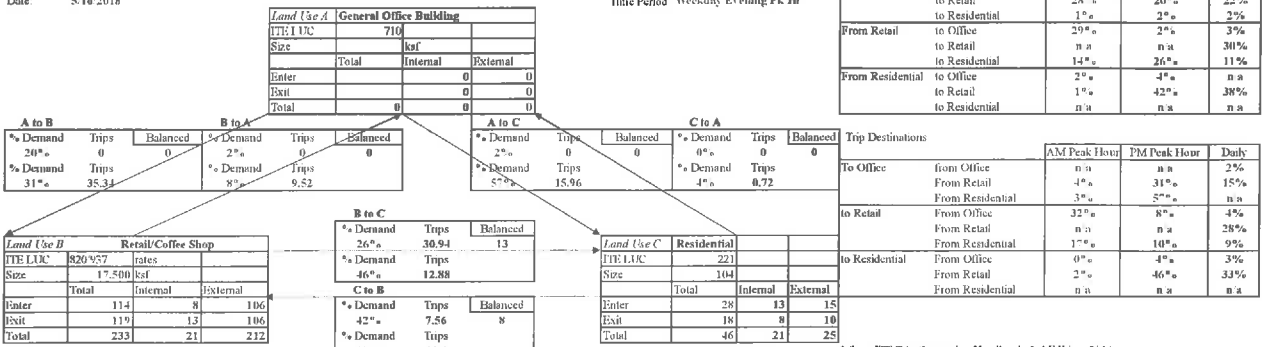 Date: 5/16/2018
Time Period Weekday Evening Pk Hr
Land Use A General Office Building
ITE LUC 710
Size ksf
Total Internal External
Enter 0 0
Exit 0 0
Total 0 0 0
A to B B to A
% Demand Trips Balanced % Demand Trips Balanced
20% 0 0 2% 0 0
% Demand Trips % Demand Trips
31% 35.34 8% 9.52
A to C C to A
% Demand Trips Balanced % Demand Trips Balanced
2% 0 0 0% 0 0
% Demand Trips % Demand Trips
57% 15.96 4% 0.72
B to C
% Demand Trips Balanced
26% 30.94 13
% Demand Trips
46% 12.88
C to B
% Demand Trips Balanced
42% 7.56 8
% Demand Trips
Land Use B Retail/Coffee Shop
ITE LUC 820/937 rates
Size 17.500 ksf
Total Internal External
Enter 114 8 106
Exit 119 13 106
Total 233 21 212
Land Use C Residential
ITE LUC 221
Size 104
Total Internal External
Enter 28 13 15
Exit 18 8 10
Total 46 21 25
to Retail 28% 20% 22%
to Residential 1% 2% 2%
From Retail to Office 29% 2% 3%
to Retail n/a n/a 30%
to Residential 14% 26% 11%
From Residential to Office 2% 4% n/a
to Retail 1% 42% 38%
to Residential n/a n/a n/a
Trip Destinations
AM Peak Hour PM Peak Hour Daily
To Office from Office n/a n/a 2%
From Retail 4% 31% 15%
From Residential 3% 57% n/a
to Retail From Office 32% 8% 4%
From Retail 28%
From Residential 17% 10% 9%
to Residential From Office 0% 4% 3%
From Retail 2% 46% 33%
From Residential n/a n/a n/a